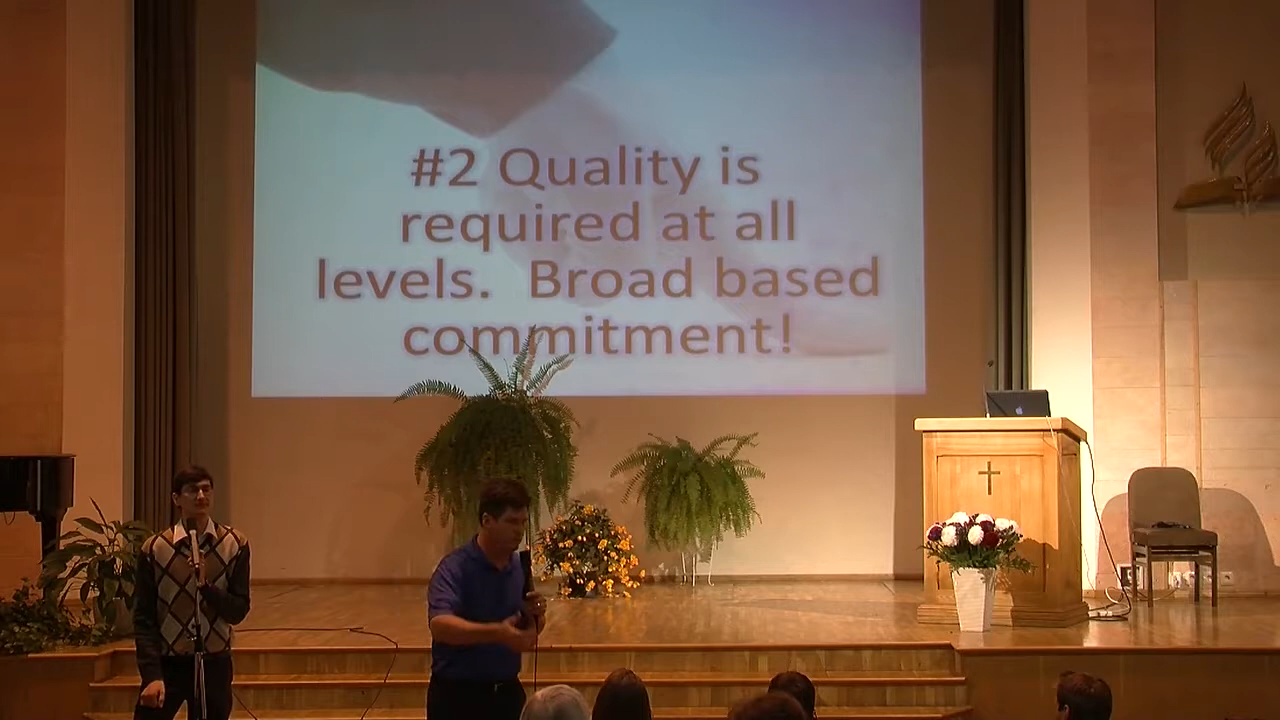 #2 Quality is
required at all
levels.  Broad based
commitment!